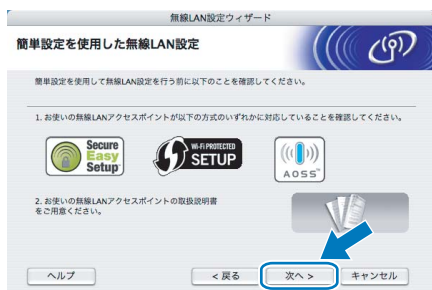 無線LAN設定ウィザード
簡単設定を使用した無線LAN設定
簡単設定を使用して無線LAN設定を行う前に以下のことを確認してください。
1. お使いの無線LANアクセスポイントが以下の方式のいずれかに対応していることを確認してください。
Secure
Easy
Setup
Wi-Fi PROTECTED
SETUP
AOSS™
2. お使いの無線LANアクセスポイントの取扱説明書
をご用意ください。
ヘルプ
< 戻る
次へ >
キャンセル